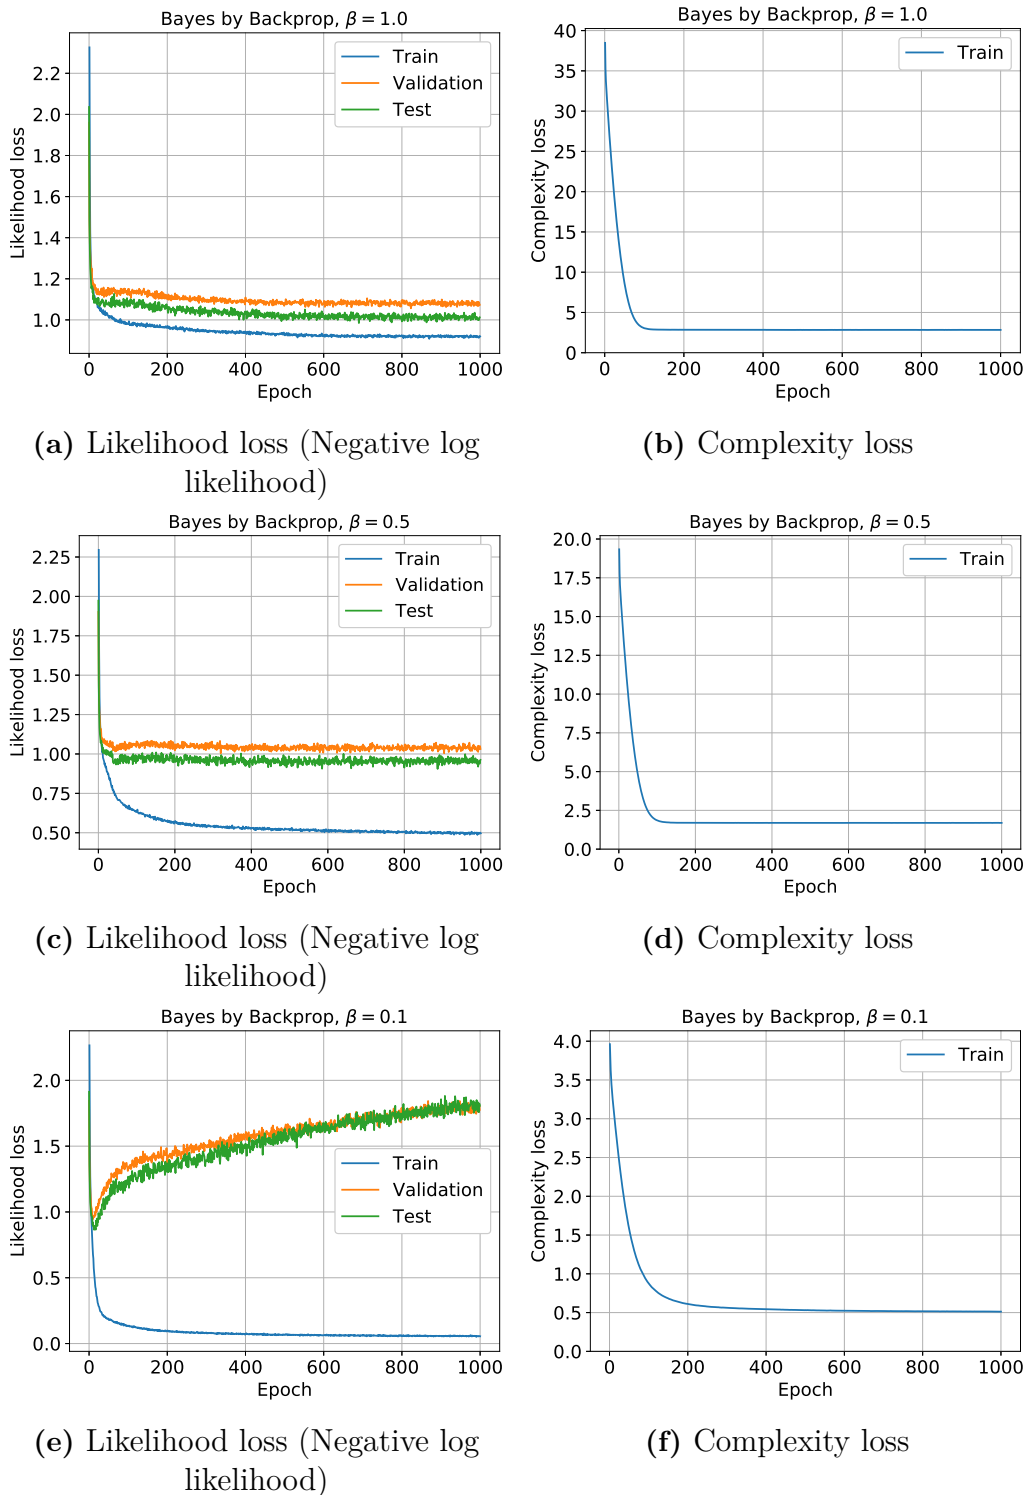 Bayes by Backprop, β = 1.0
Likelihood loss
2.2
2.0
1.8
1.6
1.4
1.2
1.0
Train
Validation
Test
0 200 400 600 800 1000
Epoch
Bayes by Backprop, β = 1.0
Complexity loss
40
35
30
25
20
15
10
5
0
Train
0 200 400 600 800 1000
Epoch
(a) Likelihood loss (Negative log
likelihood)
(b) Complexity loss
Bayes by Backprop, β = 0.5
Likelihood loss
2.25
2.00
1.75
1.50
1.25
1.00
0.75
0.50
Train
Validation
Test
0 200 400 600 800 1000
Epoch
Bayes by Backprop, β = 0.5
Complexity loss
20.0
17.5
15.0
12.5
10.0
7.5
5.0
2.5
0.0
Train
0 200 400 600 800 1000
Epoch
(c) Likelihood loss (Negative log
likelihood)
(d) Complexity loss
Bayes by Backprop, β = 0.1
Likelihood loss
2.0
1.5
1.0
0.5
0.0
Train
Validation
Test
0 200 400 600 800 1000
Epoch
Bayes by Backprop, β = 0.1
Complexity loss
4.0
3.5
3.0
2.5
2.0
1.5
1.0
0.5
0.0
Train
0 200 400 600 800 1000
Epoch
(e) Likelihood loss (Negative log
likelihood)
(f) Complexity loss